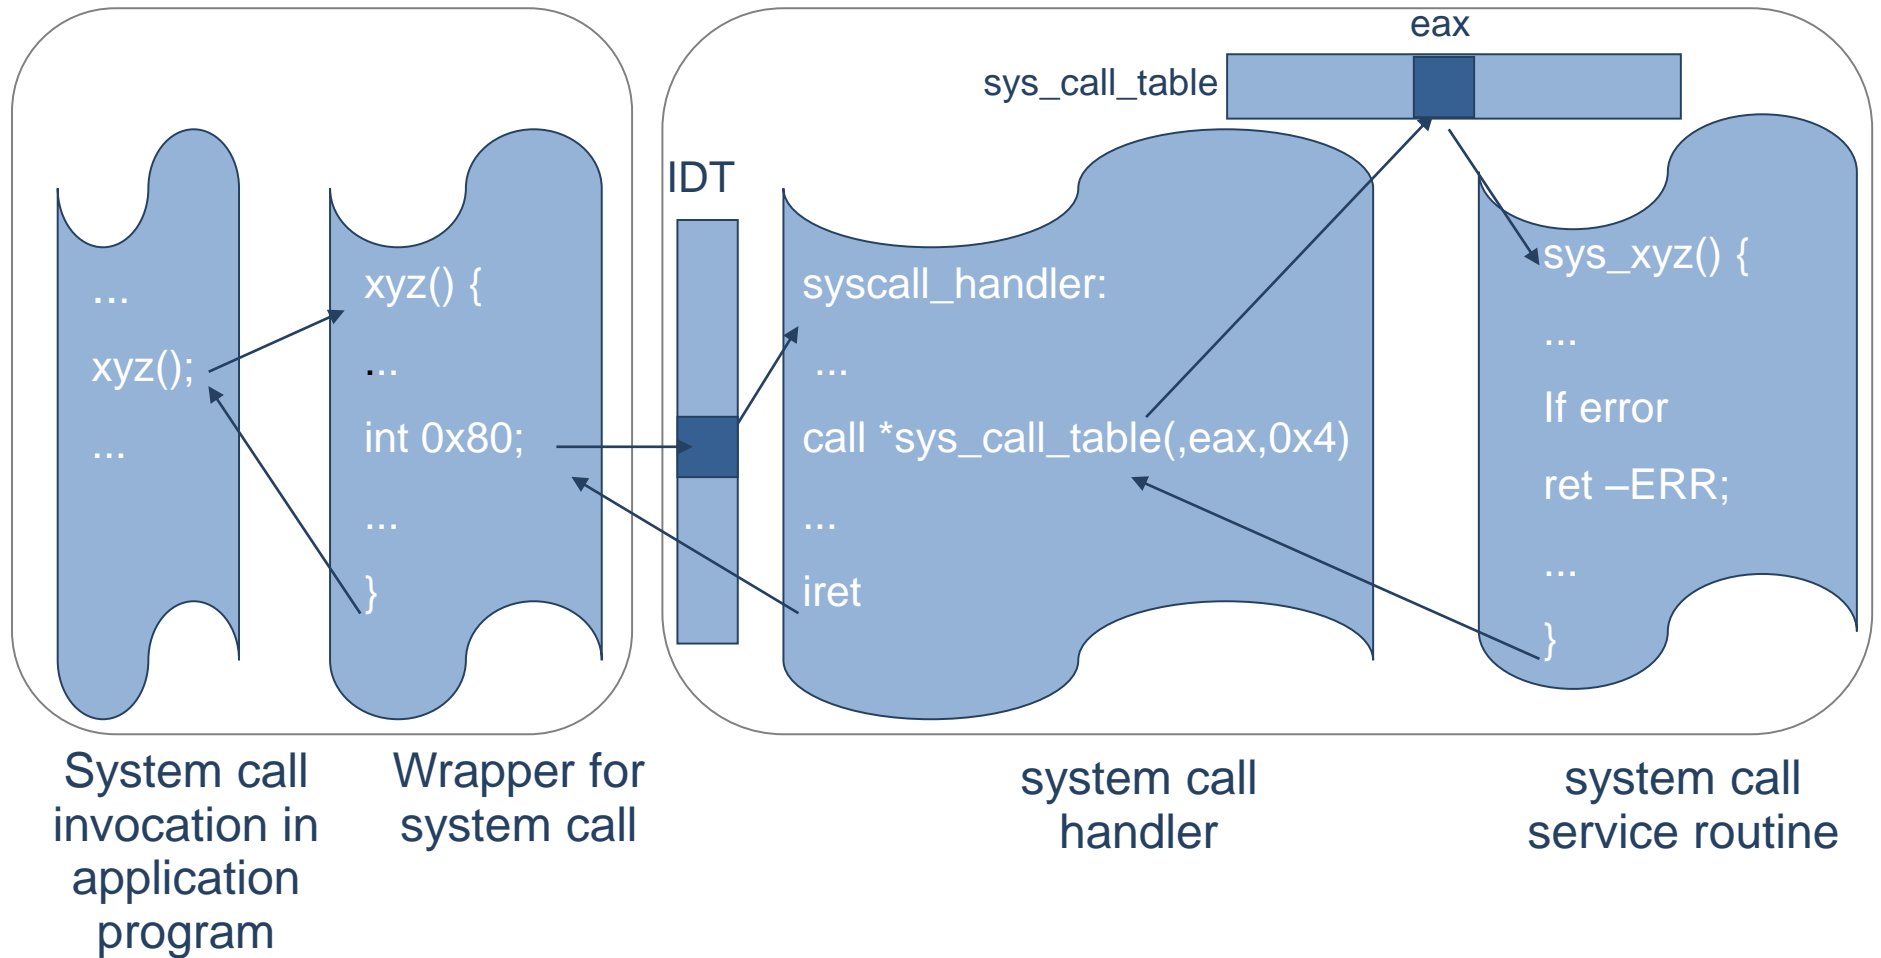 eax
sys_call_table
IDT
...
xyz();
...
xyz() {
...
int 0x80;
...
}
syscall_handler:
...
call *sys_call_table(,eax,0x4)
...
iret
sys_xyz() {
...
If error
ret –ERR;
...
}
System call
invocation in
application
program
Wrapper for
system call
system call
handler
system call
service routine